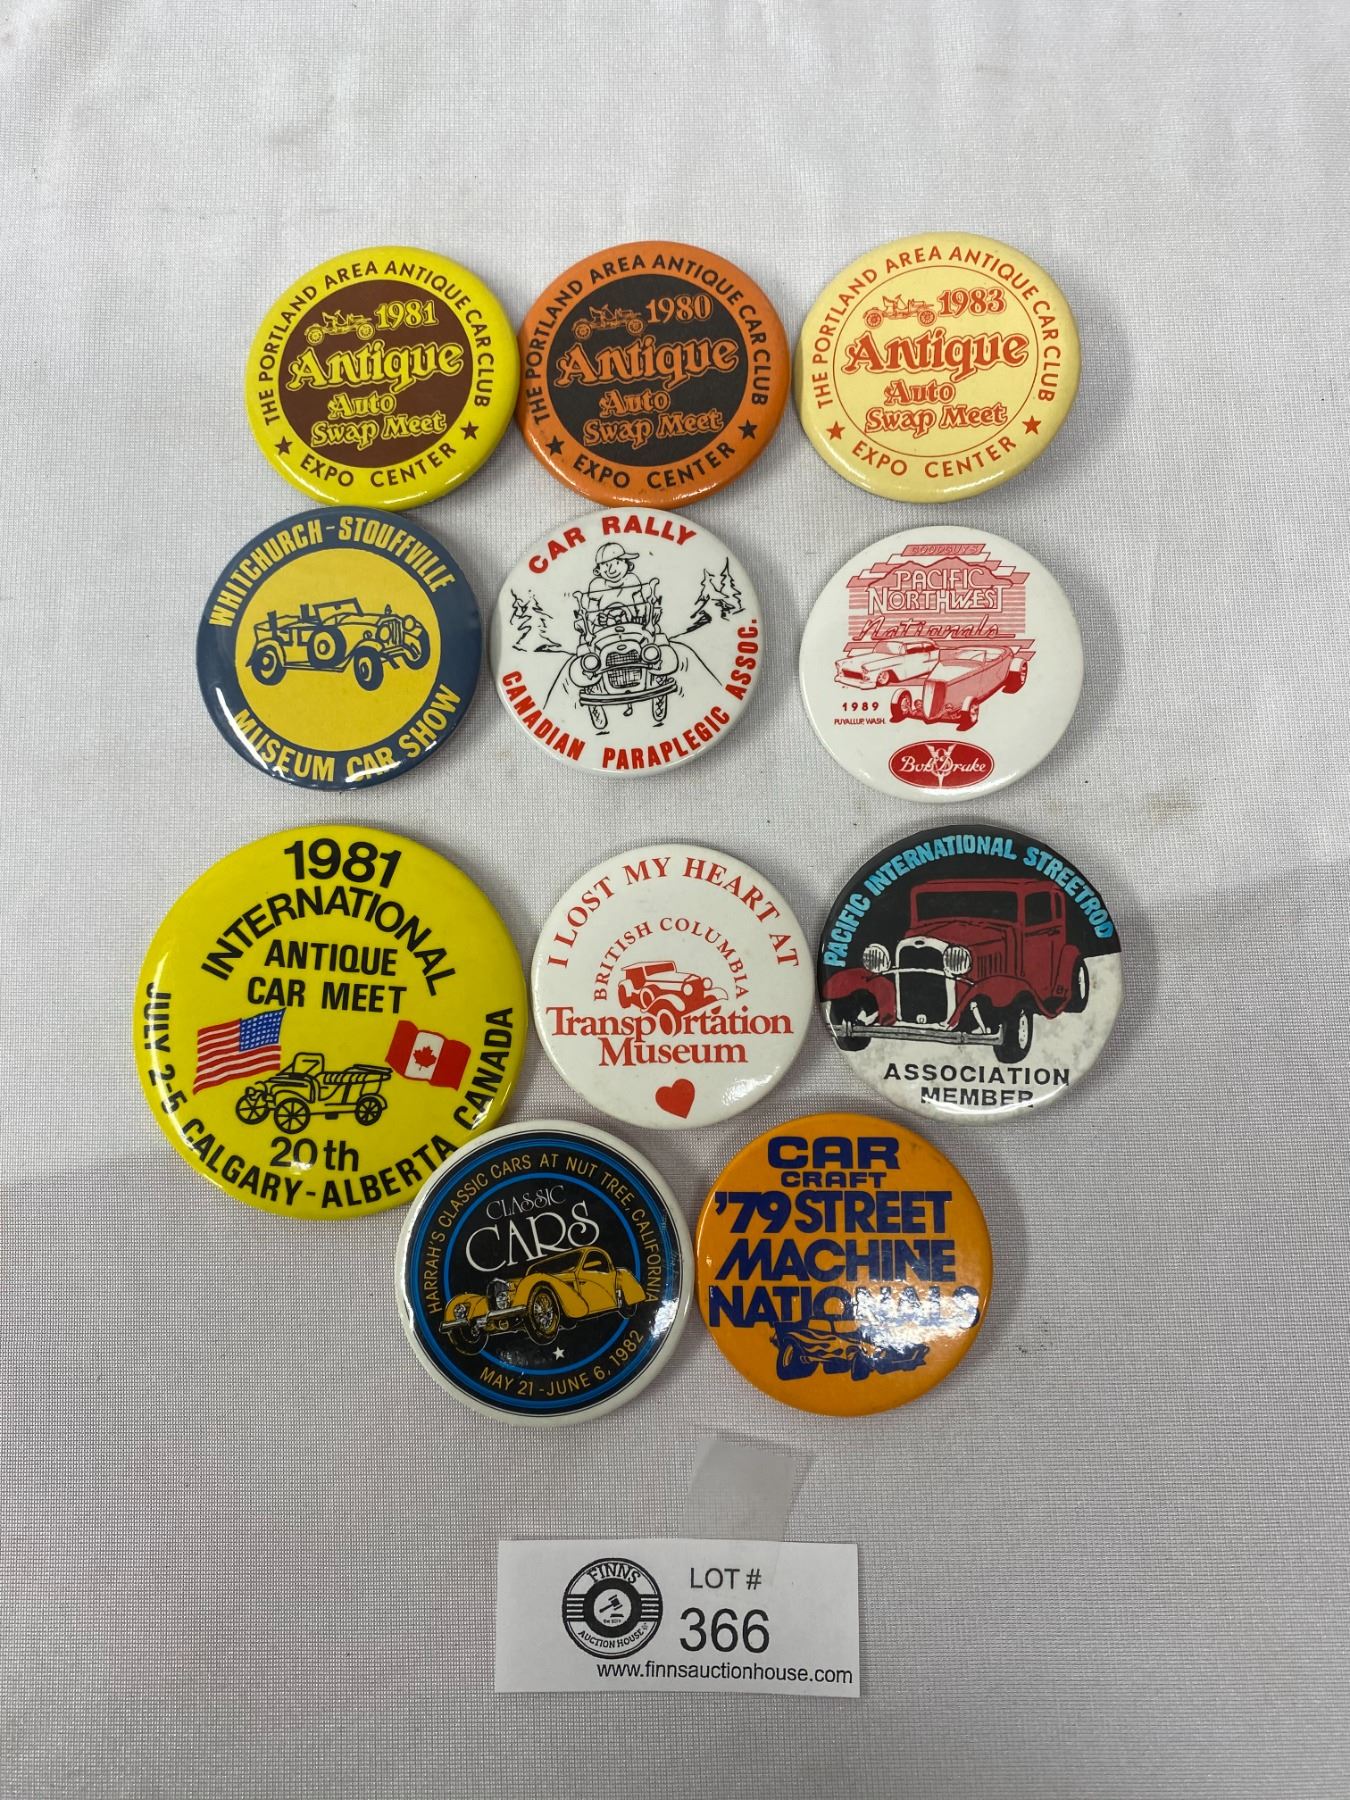 THE PORTLAND AREA ANTIQUE CAR CLUB
1981
Antique
Auto
Swap Meet
★ EXPO CENTER ★
THE PORTLAND AREA ANTIQUE CAR CLUB
1980
Antique
Auto
Swap Meet
★ EXPO CENTER ★
THE PORTLAND AREA ANTIQUE CAR CLUB
1983
Antique
Auto
Swap Meet
★ EXPO CENTER ★
WHITCHURCH-STOUFFVILLE
MUSEUM CAR SHOW
CAR RALLY
CANADIAN PARAPLEGIC ASSOC.
GOODGUYS
PACIFIC
NORTHWEST
Nationals
1989
PUYALLUP, WASH.
Bob Drake
1981
INTERNATIONAL
ANTIQUE
CAR MEET
20th
JULY 2-5 CALGARY-ALBERTA CANADA
I LOST MY HEART AT
BRITISH COLUMBIA
Transportation
Museum
PACIFIC INTERNATIONAL STREETROD
ASSOCIATION
MEMBER
HARRAH'S CLASSIC CARS AT NUT TREE, CALIFORNIA
CLASSIC
CARS
MAY 21 - JUNE 6, 1982
CAR
CRAFT
'79 STREET
MACHINE
NATIONALS
FINNS
AUCTION HOUSE
LOT #
366
www.finnsauctionhouse.com